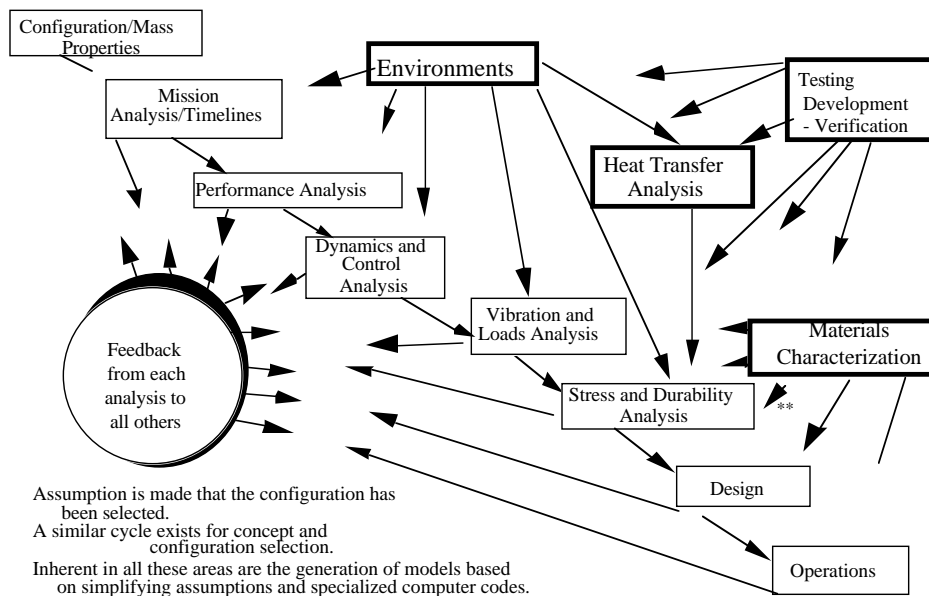 Configuration/Mass
Properties
Mission
Analysis/Timelines
Environments
Testing
Development
- Verification
Heat Transfer
Analysis
Performance Analysis
Dynamics and
Control
Analysis
Vibration and
Loads Analysis
Materials
Characterization
Feedback
from each
analysis to
all others
Stress and Durability
Analysis
**
Design
Operations
Assumption is made that the configuration has
been selected.
A similar cycle exists for concept and
configuration selection.
Inherent in all these areas are the generation of models based
on simplifying assumptions and specialized computer codes.